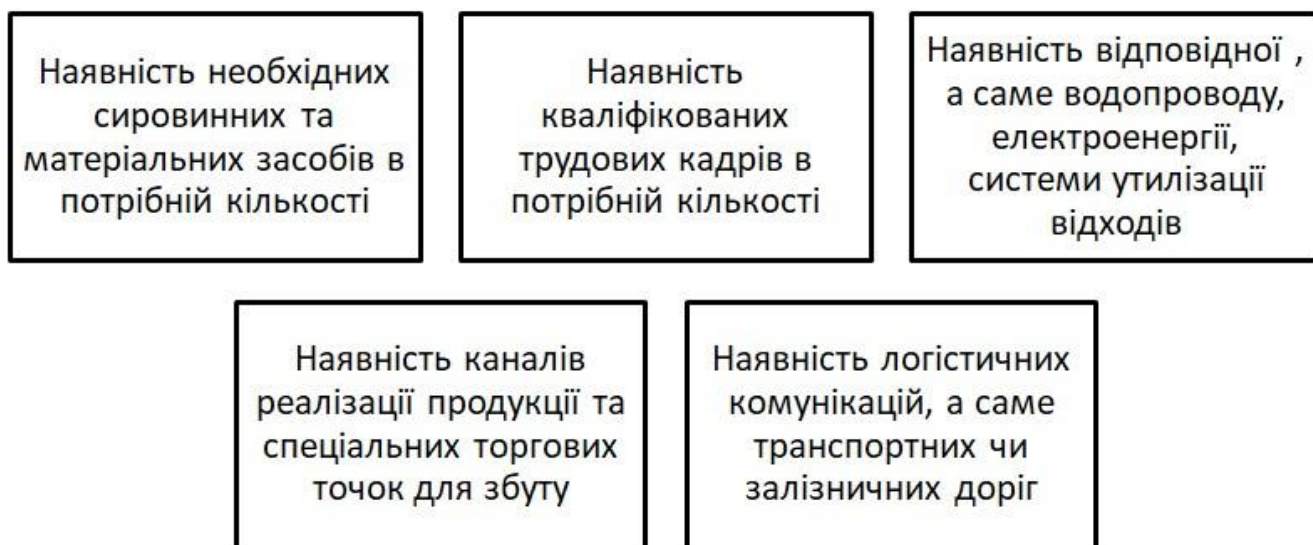 Наявність необхідних
сировинних та
матеріальних засобів в
потрібній кількості
Наявність
кваліфікованих
трудових кадрів в
потрібній кількості
Наявність відповідної ,
а саме водопроводу,
електроенергії,
системи утилізації
відходів
Наявність каналів
реалізації продукції та
спеціальних торгових
точок для збуту
Наявність логістичних
комунікацій, а саме
транспортних чи
залізничних доріг